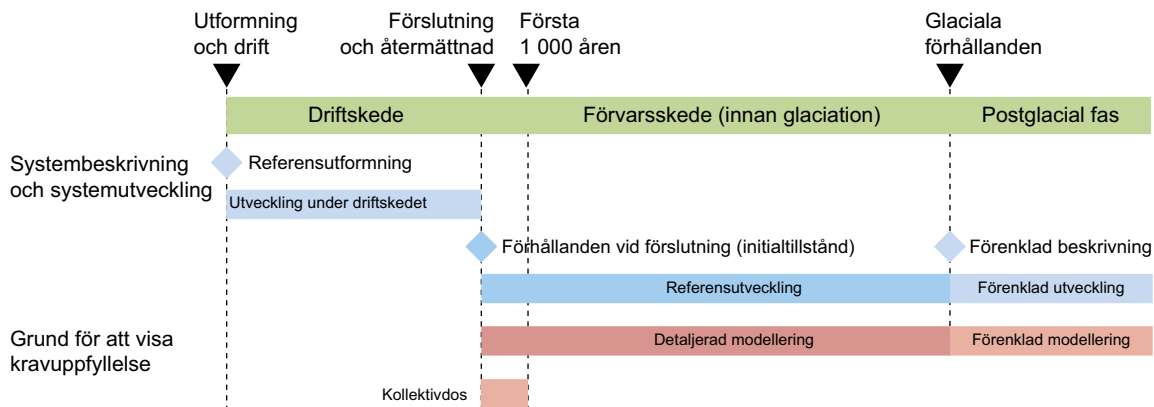 Utformning
och drift
Förslutning
och återmättnad
Första
1 000 åren
Glaciala
förhållanden
Driftskede
Förvarsskede (innan glaciation)
Postglacial fas
Systembeskrivning
och systemutveckling
Referensutformning
Utveckling under driftskedet
Förhållanden vid förslutning (initialtillstånd)
Förenklad beskrivning
Referensutveckling
Förenklad utveckling
Grund för att visa
kravuppfyllelse
Detaljerad modellering
Förenklad modellering
Kollektivdos